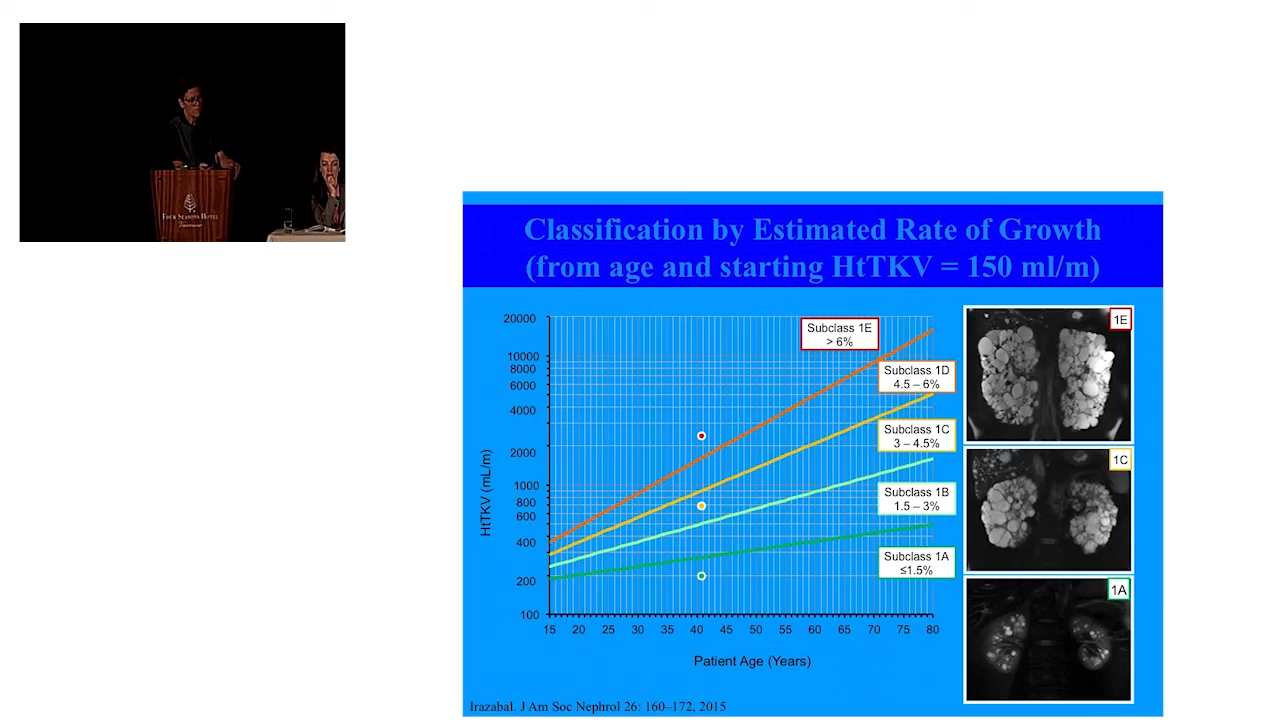 FOUR SEASONS HOTEL
Vancouver
Classification by Estimated Rate of Growth
(from age and starting HtTKV = 150 ml/m)
20000
10000
8000
6000
4000
2000
1000
800
600
400
200
100
HtTKV (mL/m)
15 20 25 30 35 40 45 50 55 60 65 70 75 80
Patient Age (Years)
Subclass 1E
> 6%
Subclass 1D
4.5 – 6%
Subclass 1C
3 – 4.5%
Subclass 1B
1.5 – 3%
Subclass 1A
≤1.5%
1E
1C
1A
Irazabal. J Am Soc Nephrol 26: 160–172, 2015